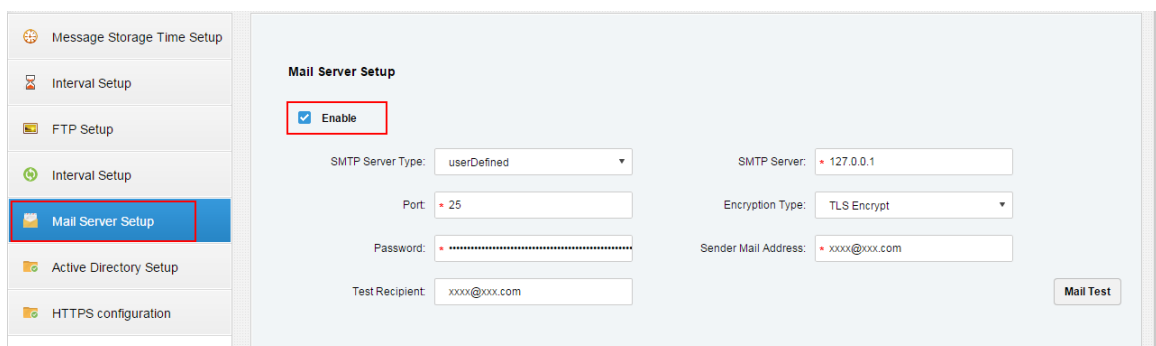 Message Storage Time Setup
Interval Setup
FTP Setup
Interval Setup
Mail Server Setup
Active Directory Setup
HTTPS configuration
Mail Server Setup
Enable
SMTP Server Type: userDefined SMTP Server: * 127.0.0.1
Port: * 25 Encryption Type: TLS Encrypt
Password: * •••••••••••••••••••••••••••••••••••••••••••••••••• Sender Mail Address: * xxxx@xxx.com
Test Recipient: xxxx@xxx.com Mail Test